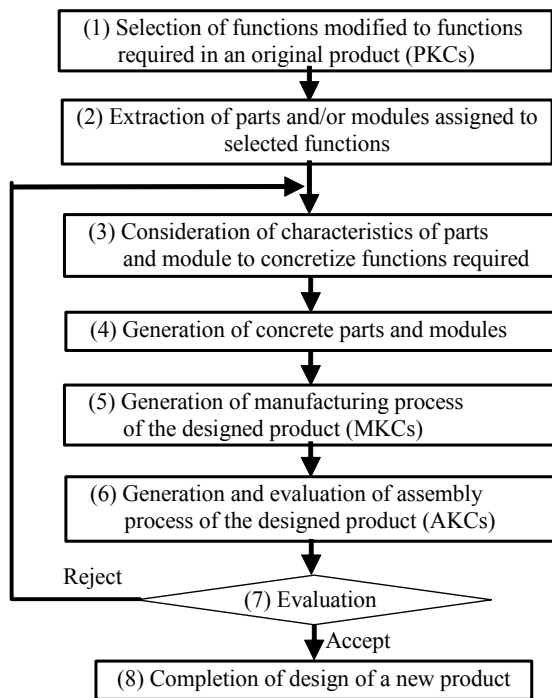 (1) Selection of functions modified to functions
required in an original product (PKCs)
(2) Extraction of parts and/or modules assigned to
selected functions
(3) Consideration of characteristics of parts
and module to concretize functions required
(4) Generation of concrete parts and modules
(5) Generation of manufacturing process
of the designed product (MKCs)
(6) Generation and evaluation of assembly
process of the designed product (AKCs)
Reject
(7) Evaluation
Accept
(8) Completion of design of a new product